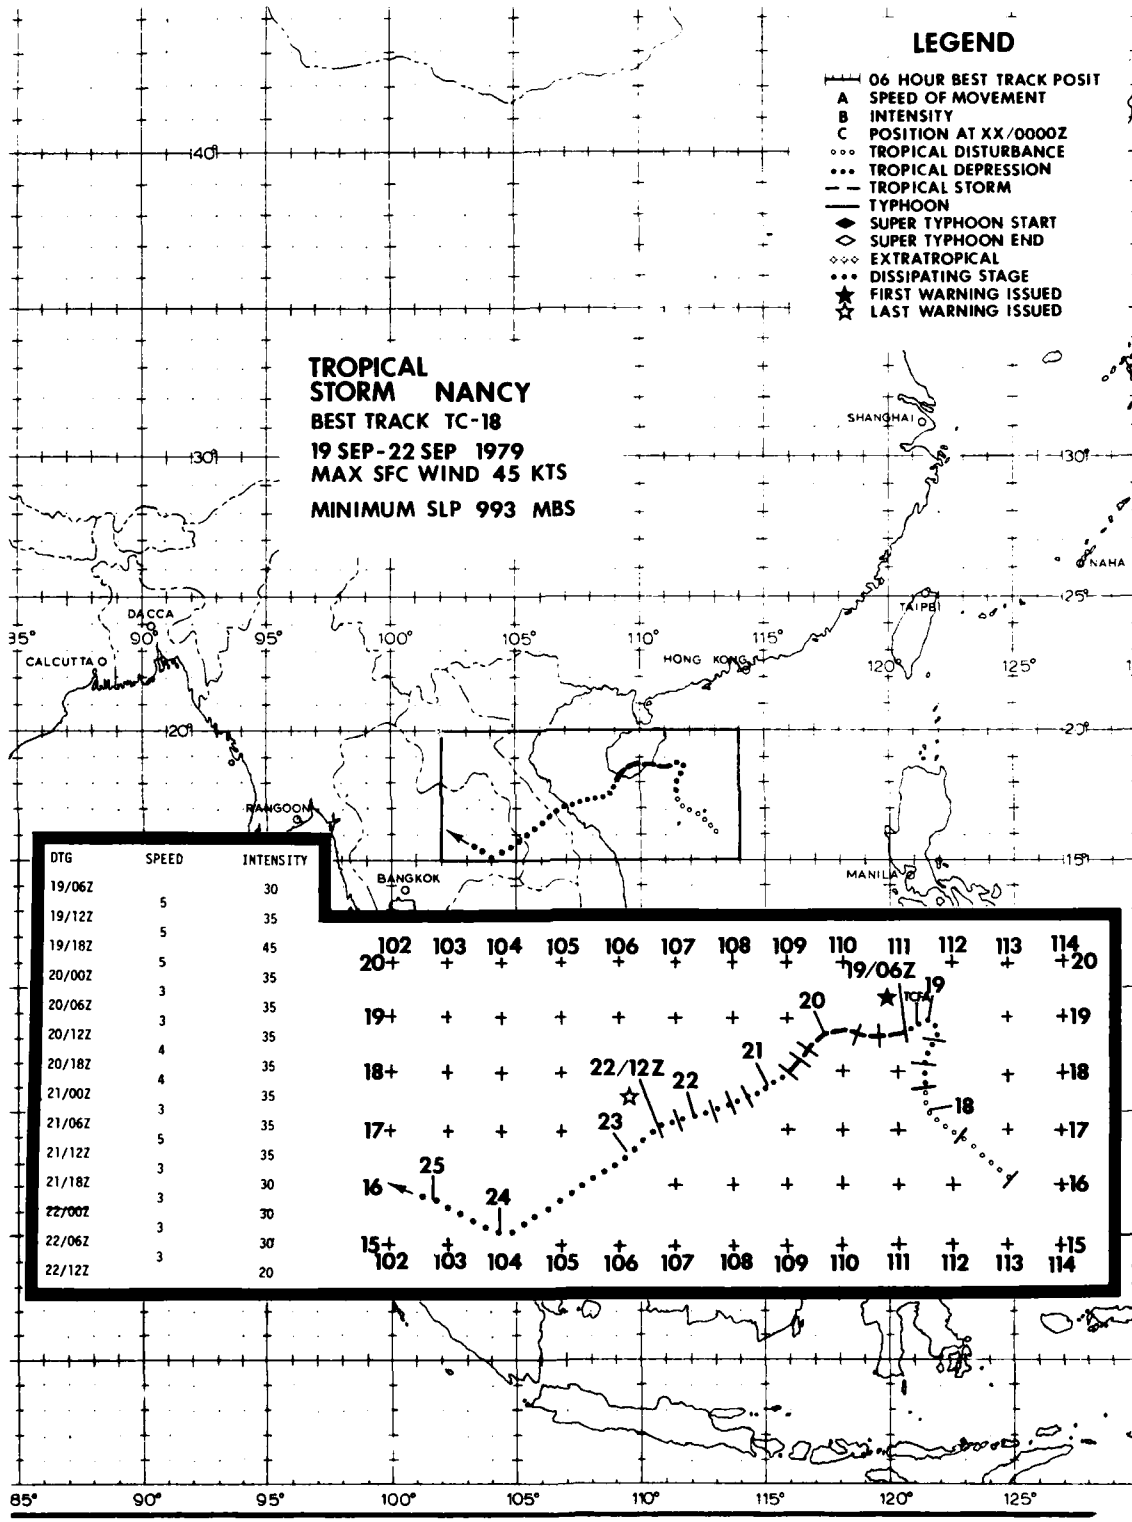 LEGEND
06 HOUR BEST TRACK POSIT
A SPEED OF MOVEMENT
B INTENSITY
C POSITION AT XX/0000Z
TROPICAL DISTURBANCE
TROPICAL DEPRESSION
TROPICAL STORM
TYPHOON
SUPER TYPHOON START
SUPER TYPHOON END
EXTRATROPICAL
DISSIPATING STAGE
FIRST WARNING ISSUED
LAST WARNING ISSUED
40°
TROPICAL
STORM NANCY
BEST TRACK TC-18
19 SEP-22 SEP 1979
MAX SFC WIND 45 KTS
MINIMUM SLP 993 MBS
SHANGHAI
30° 30°
NAHA
TAIPEI
25°
DACCA
35° 90° 95° 100° 105° 110° 115° 120° 125°
CALCUTTA
HONG KONG
20° 20°
RANGOON
15°
BANGKOK
MANILA
DTG SPEED INTENSITY
19/06Z 30
5
19/12Z 35
5
19/18Z 45
5
20/00Z 35
3
20/06Z 35
3
20/12Z 35
4
20/18Z 35
4
21/00Z 35
3
21/06Z 35
5
21/12Z 35
3
21/18Z 30
3
22/00Z 30
3
22/06Z 30
3
22/12Z 20
102 103 104 105 106 107 108 109 110 111 112 113 114
20 20
19/06Z
TCFA
19
20
19 19
21
22/12Z
18 18
22
18
23
17 17
25
16 16
24
15 15
102 103 104 105 106 107 108 109 110 111 112 113 114
85° 90° 95° 100° 105° 110° 115° 120° 125°